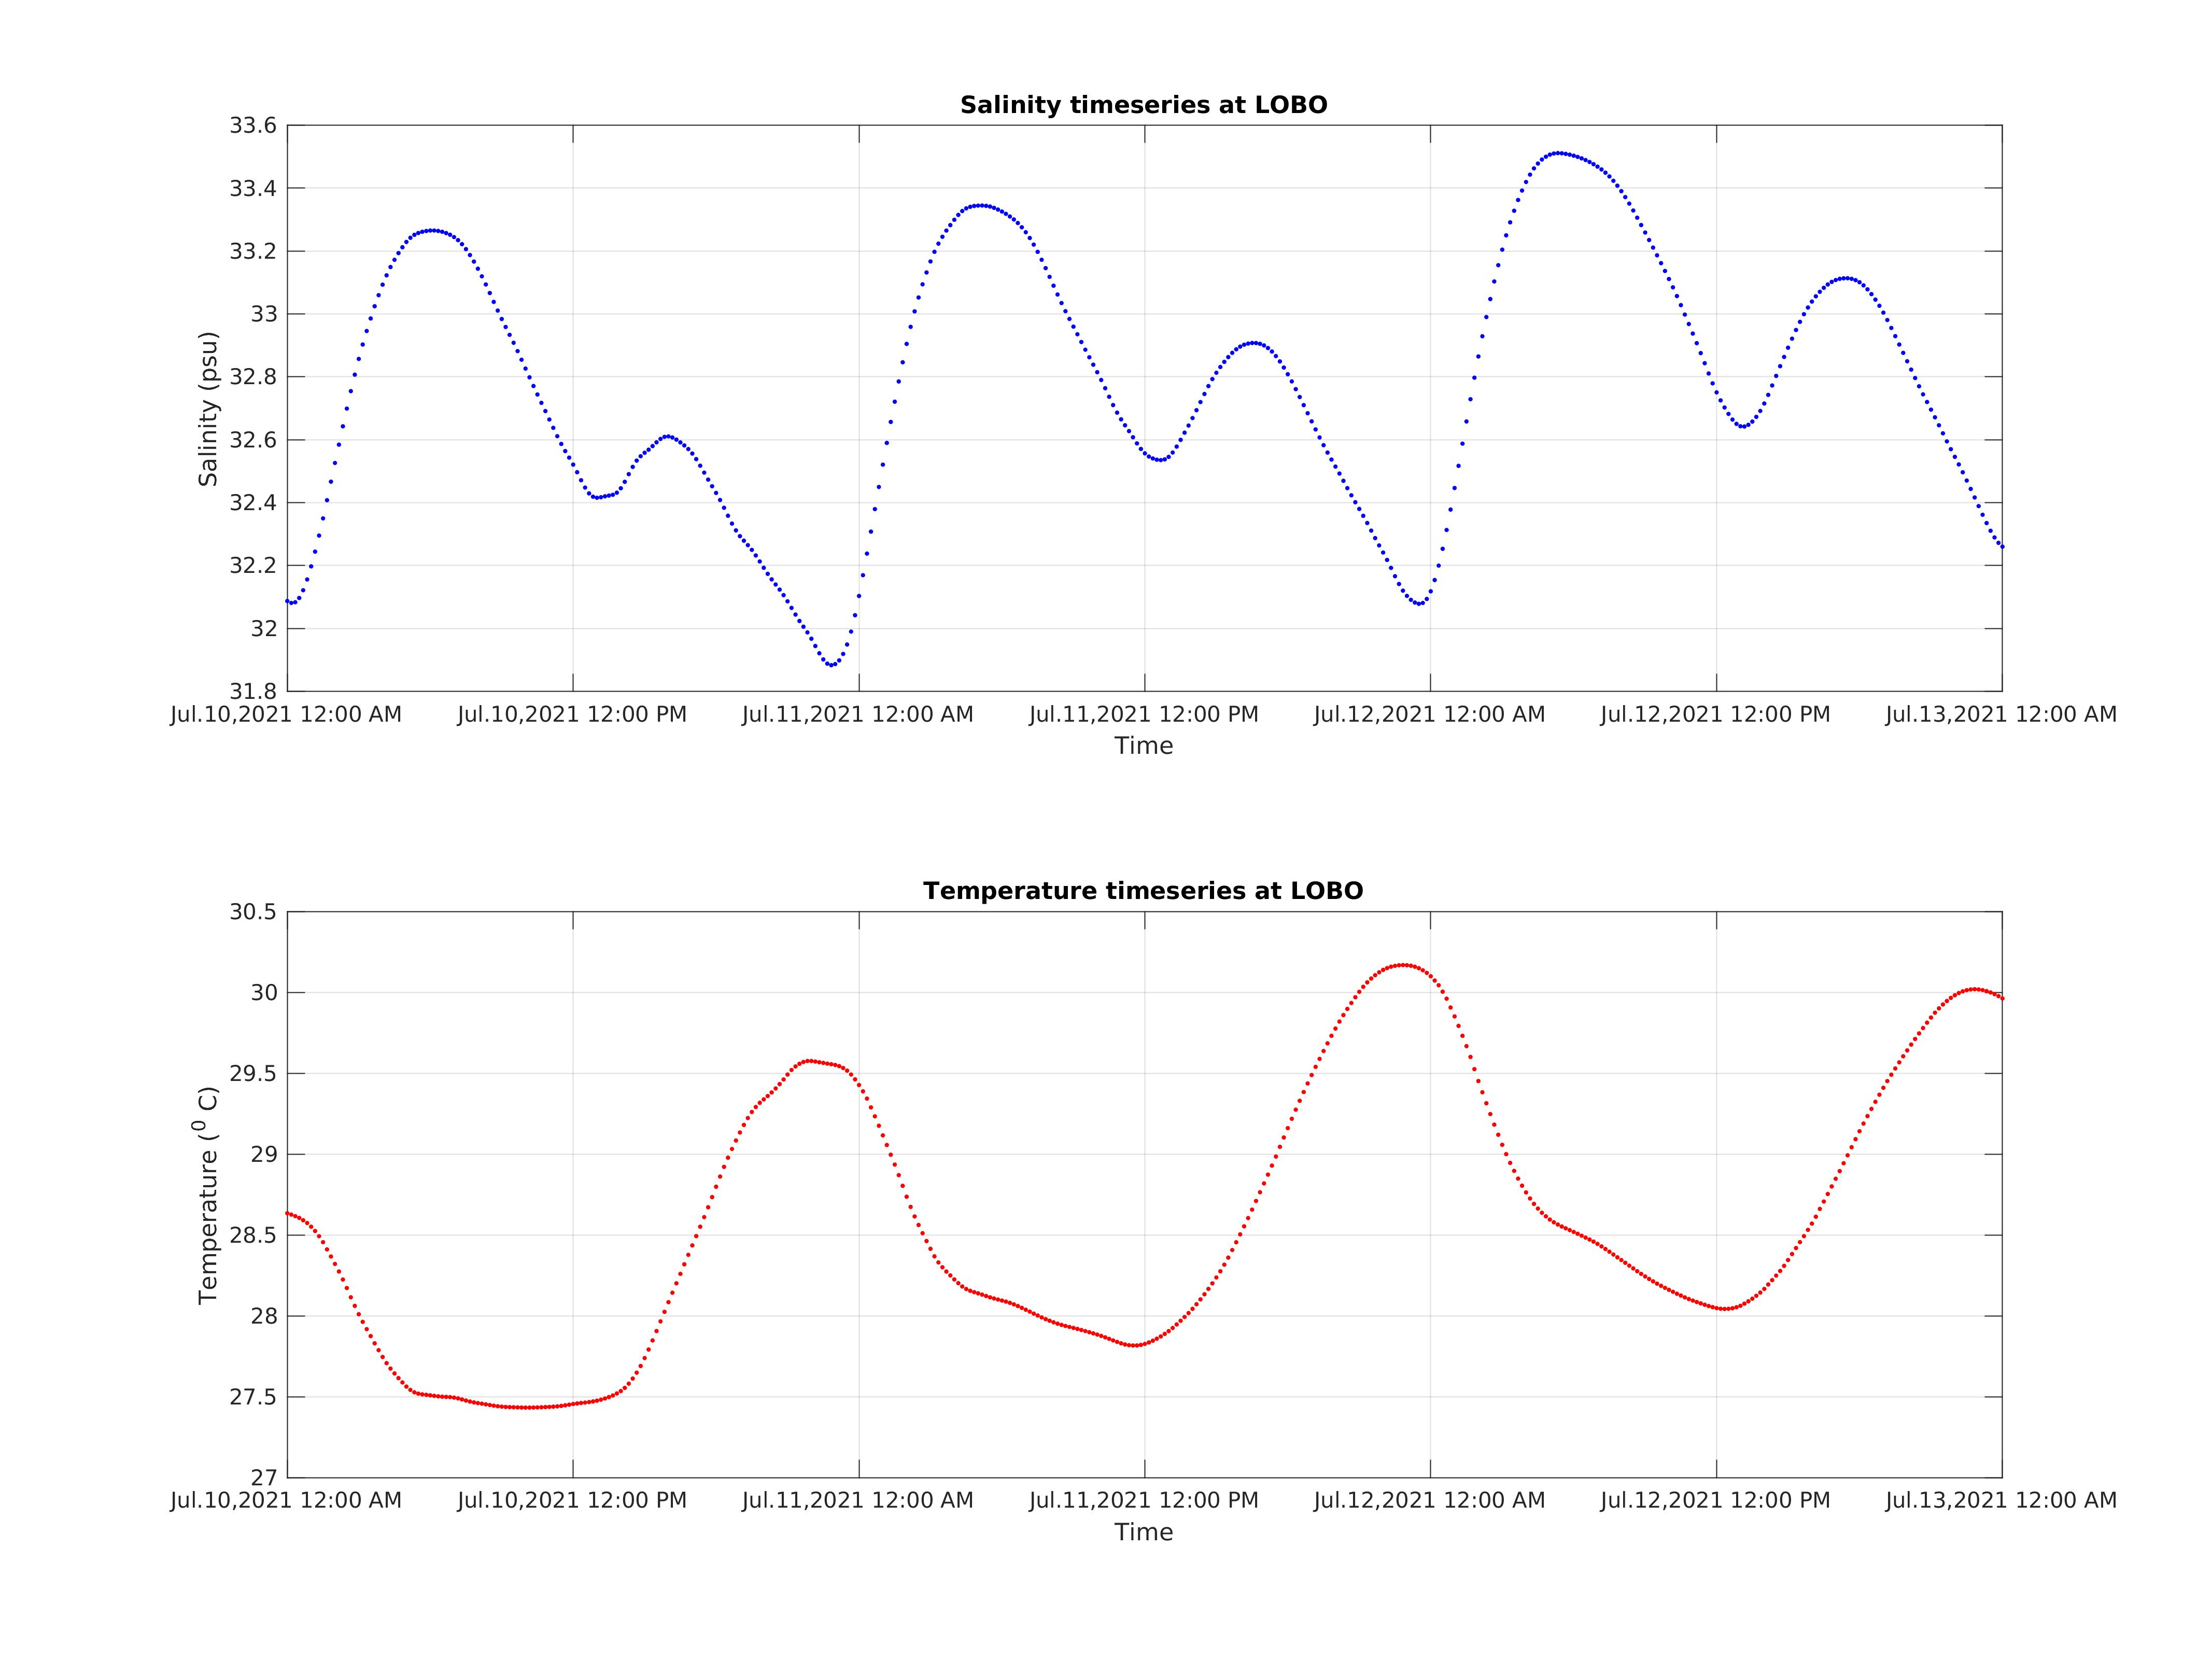 Salinity timeseries at LOBO
33.6
33.4
33.2
33
32.8
32.6
32.4
32.2
32
31.8
Salinity (psu)
Jul.10,2021 12:00 AM Jul.10,2021 12:00 PM Jul.11,2021 12:00 AM Jul.11,2021 12:00 PM Jul.12,2021 12:00 AM Jul.12,2021 12:00 PM Jul.13,2021 12:00 AM
Time
Temperature timeseries at LOBO
30.5
30
29.5
29
28.5
28
27.5
27
Temperature (⁰ C)
Jul.10,2021 12:00 AM Jul.10,2021 12:00 PM Jul.11,2021 12:00 AM Jul.11,2021 12:00 PM Jul.12,2021 12:00 AM Jul.12,2021 12:00 PM Jul.13,2021 12:00 AM
Time